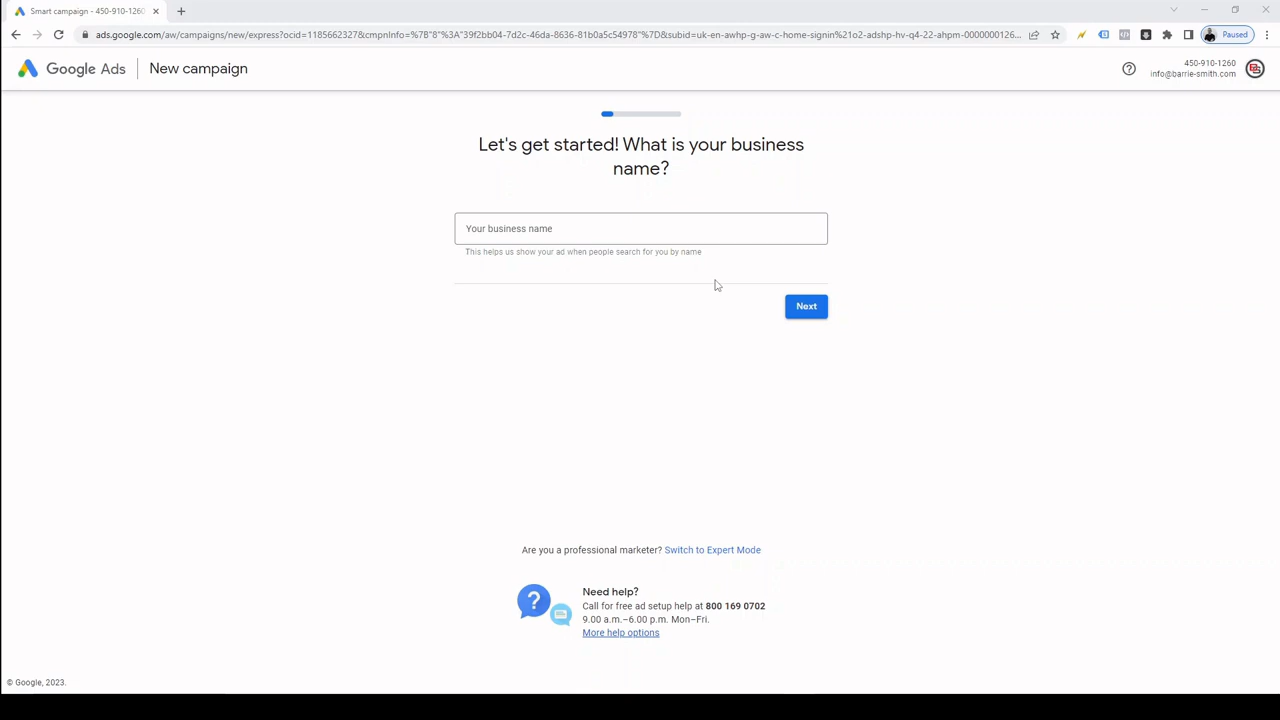 Smart campaign - 450-910-1260
ads.google.com/aw/campaigns/new/express?ocid=1185662327&cmpnInfo=%7B"8"%3A"39f2bb04-7d2c-46da-8636-81b0a5c54978"%7D&subid=uk-en-awhp-g-aw-c-home-signin%21o2-adshp-hv-q4-22-ahpm-0000000126...
Paused
Google Ads
New campaign
450-910-1260
info@barrie-smith.com
Let's get started! What is your business
name?
Your business name
This helps us show your ad when people search for you by name
Next
Are you a professional marketer? Switch to Expert Mode
Need help?
Call for free ad setup help at 800 169 0702
9.00 a.m.–6.00 p.m. Mon–Fri.
More help options
© Google, 2023.